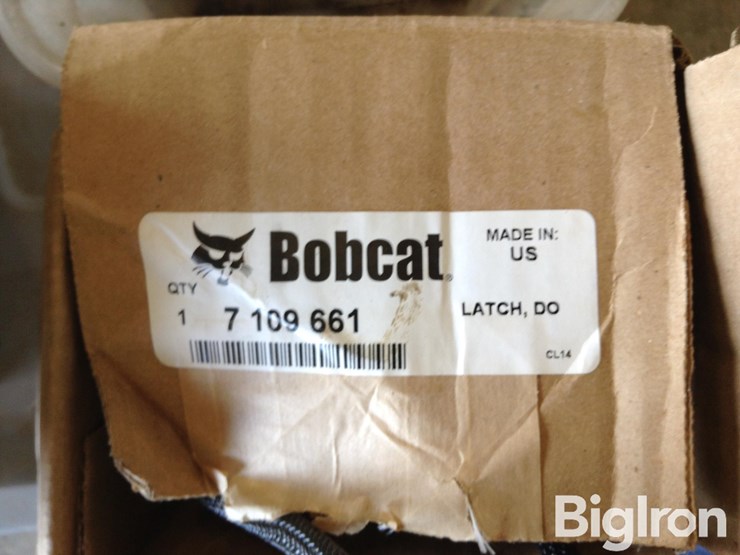 Bobcat
MADE IN:
US
QTY
1 7 109 661
LATCH, DO
CL14
BigIron